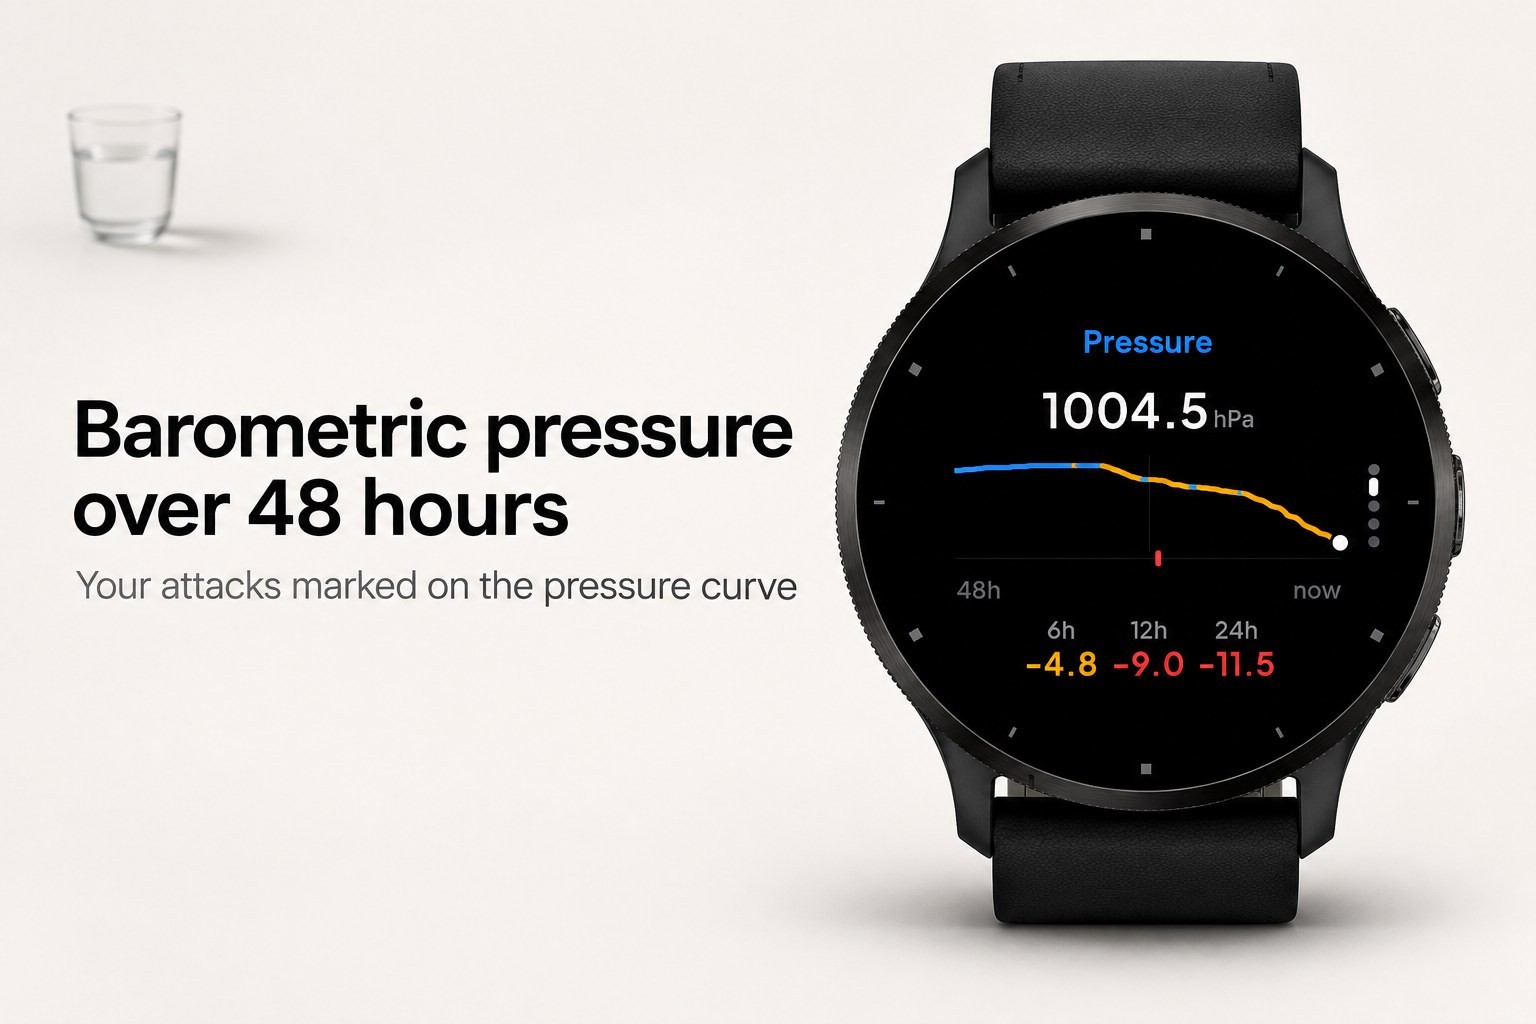 Barometric pressure
over 48 hours
Your attacks marked on the pressure curve
Pressure
1004.5 hPa
48h now
6h 12h 24h
-4.8 -9.0 -11.5